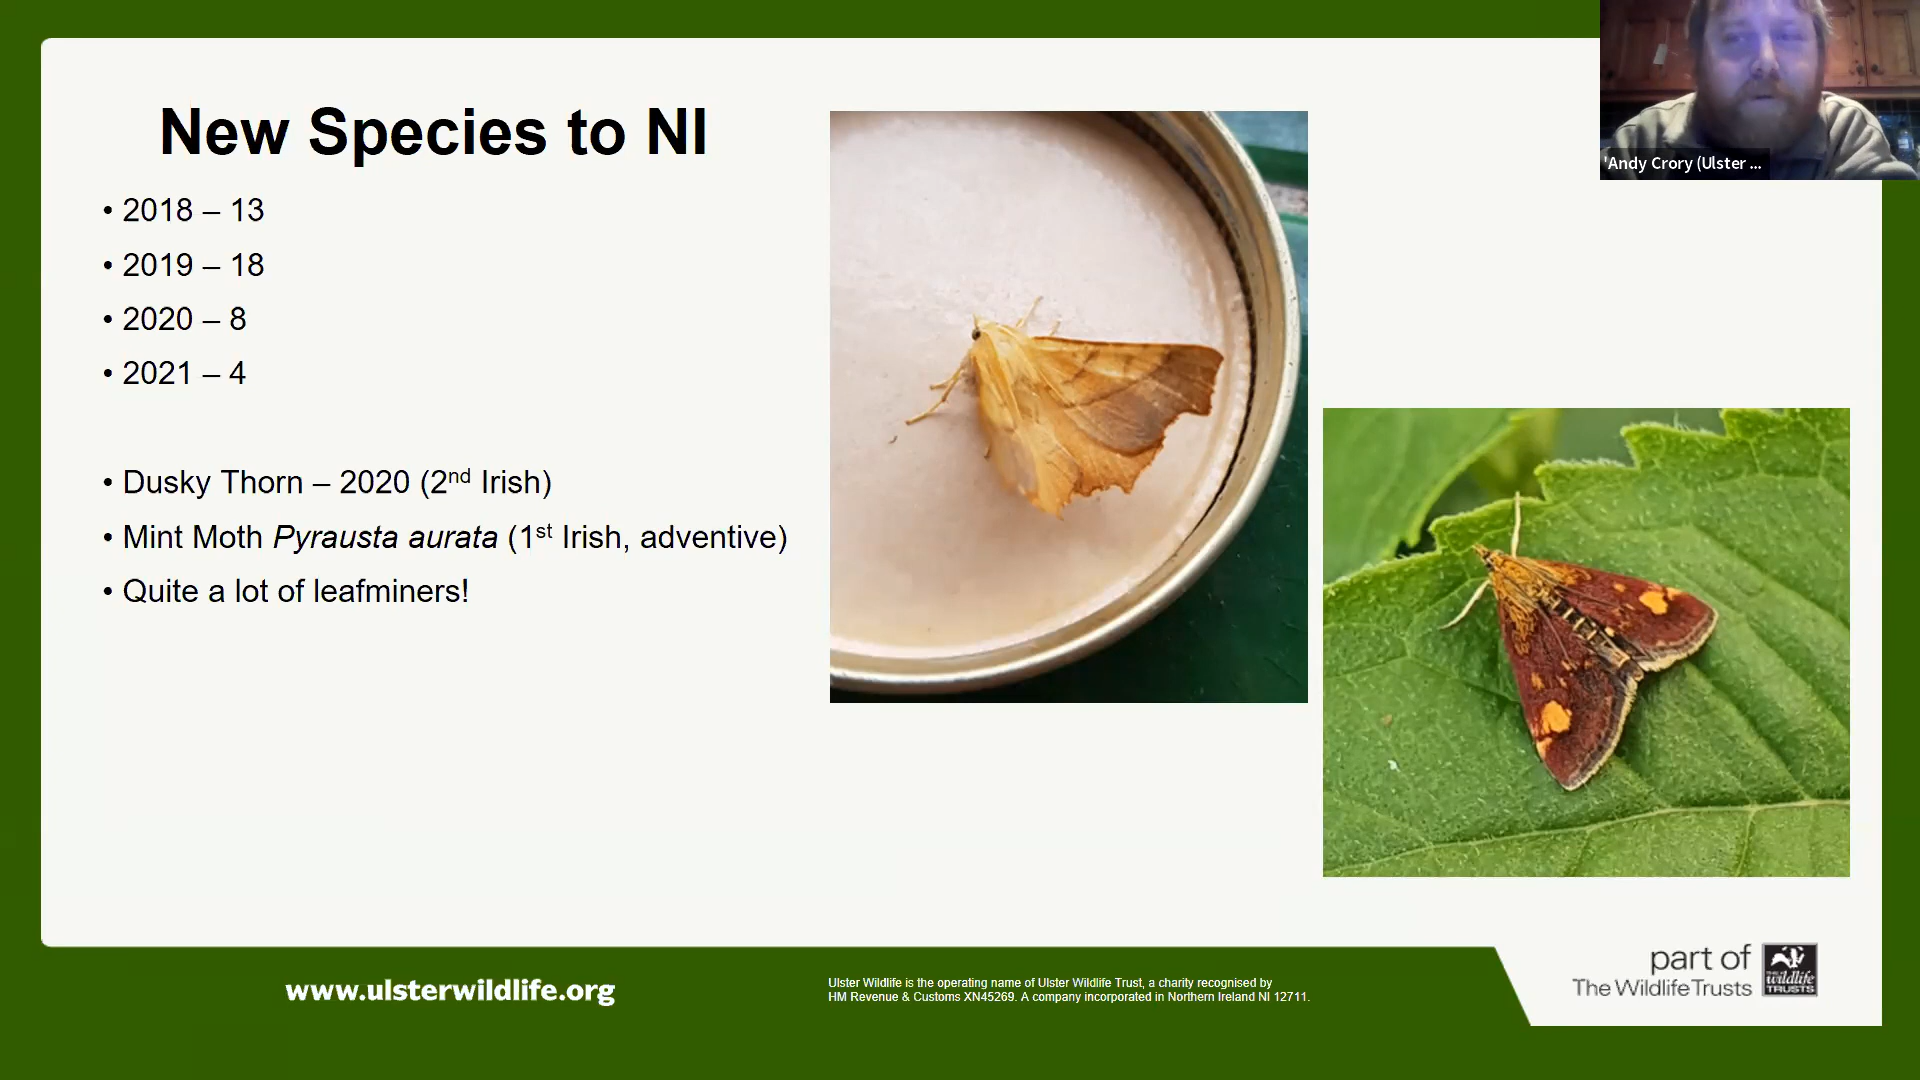 New Species to NI
• 2018 – 13
• 2019 – 18
• 2020 – 8
• 2021 – 4
• Dusky Thorn – 2020 (2nd Irish)
• Mint Moth Pyrausta aurata (1st Irish, adventive)
• Quite a lot of leafminers!
'Andy Crory (Ulster ...
www.ulsterwildlife.org
Ulster Wildlife is the operating name of Ulster Wildlife Trust, a charity recognised by
HM Revenue & Customs XN45269. A company incorporated in Northern Ireland NI 12711.
part of
The Wildlife Trusts
THE
wildlife
TRUSTS